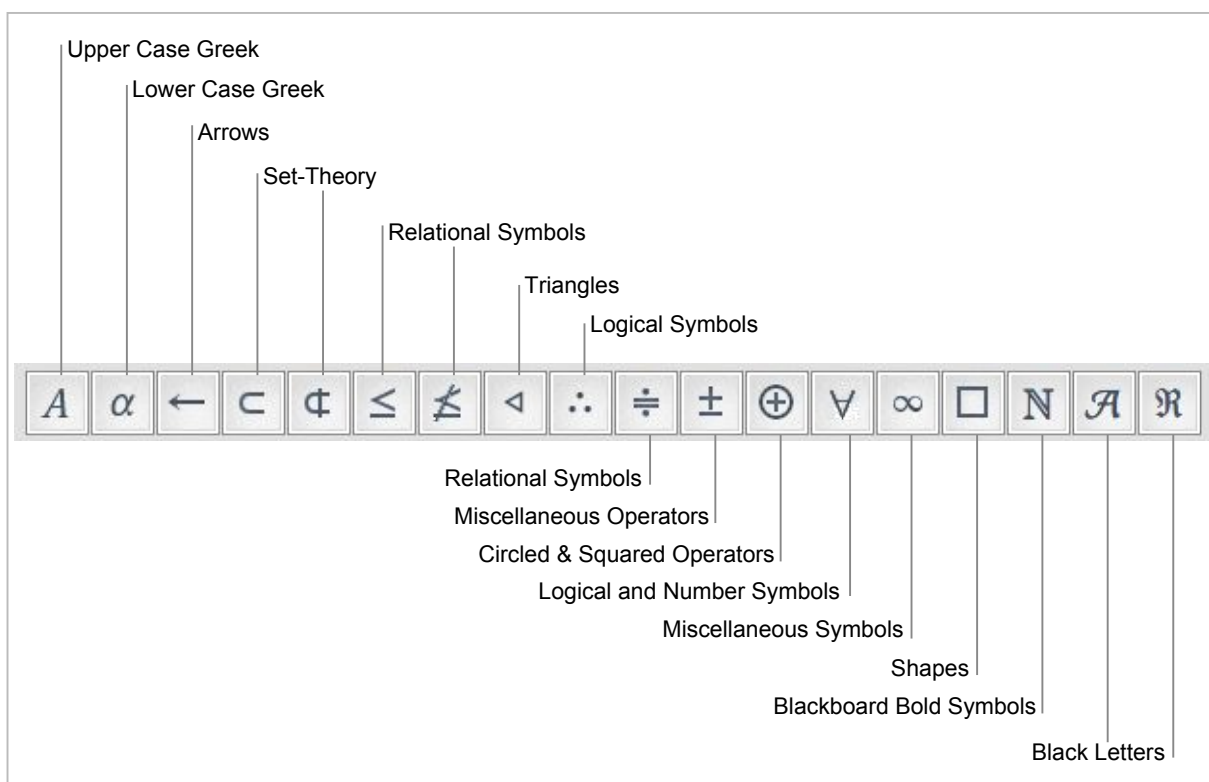 Upper Case Greek
Lower Case Greek
Arrows
Set-Theory
Relational Symbols
Triangles
Logical Symbols
A α ← ⊂ ⊄ ≤ ≰ ◃ ∴ ≑ ± ⊕ ∀ ∞ □ ℕ 𝒜 ℜ
Relational Symbols
Miscellaneous Operators
Circled & Squared Operators
Logical and Number Symbols
Miscellaneous Symbols
Shapes
Blackboard Bold Symbols
Black Letters